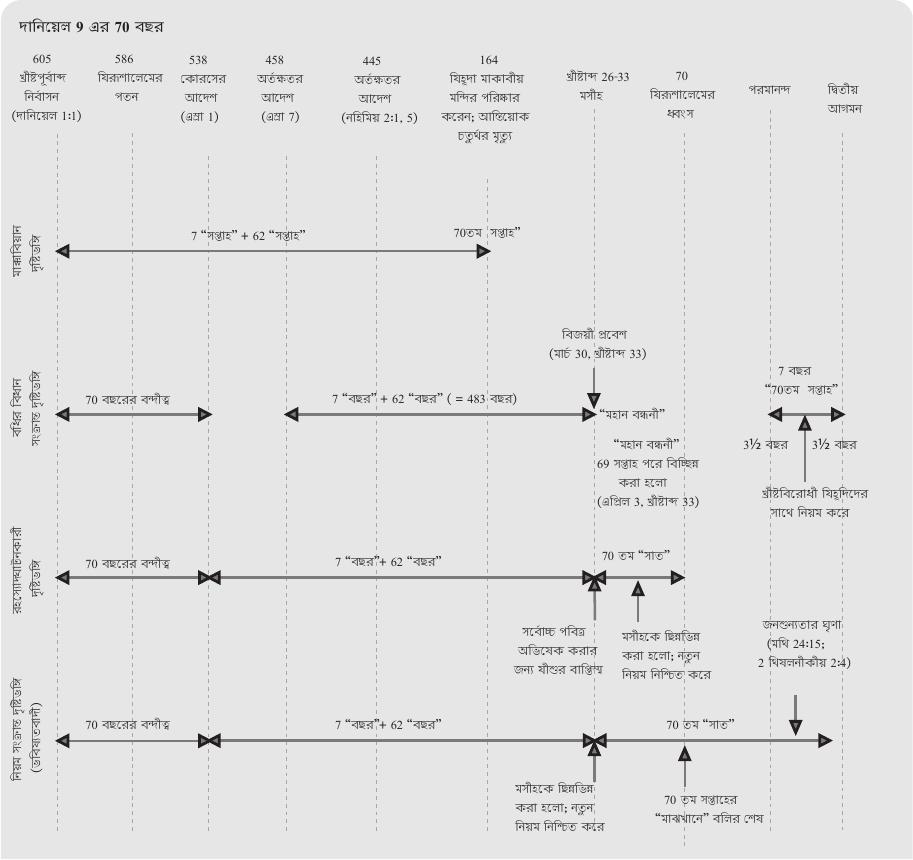 দানিয়েল 9 এর 70 বছর
605
খ্রীষ্টপূর্বাব্দ
নির্বাসন
(দানিয়েল 1:1)
586
যিরূশালেমের
পতন
538
কোরসের
আদেশ
(এস্রা 1)
458
অর্তক্ষতর
আদেশ
(এস্রা 7)
445
অর্তক্ষতর
আদেশ
(নহিমিয় 2:1, 5)
164
যিহূদা মাকাবীয়
মন্দির পরিষ্কার
করেন; আন্তিয়োক
চতুর্থর মৃত্যু
খ্রীষ্টাব্দ 26-33
মসীহ
70
যিরূশালেমের
ধ্বংস
পরমানন্দ
দ্বিতীয়
আগমন
মাক্কাবিয়ান
দৃষ্টিভঙ্গি
7 “সপ্তাহ” + 62 “সপ্তাহ”
70তম সপ্তাহ”
বিধির বিধান
সংক্রান্ত দৃষ্টিভঙ্গি
70 বছরের বন্দীত্ব
7 “বছর” + 62 “বছর” ( = 483 বছর)
বিজয়ী প্রবেশ
(মার্চ 30, খ্রীষ্টাব্দ 33)
“মহান বন্ধনী”
“মহান বন্ধনী”
69 সপ্তাহ পরে বিচ্ছিন্ন
করা হলো
(এপ্রিল 3, খ্রীষ্টাব্দ 33)
7 বছর
“70তম সপ্তাহ”
3½ বছর
3½ বছর
খ্রীষ্টবিরোধী যিহূদিদের
সাথে নিয়ম করে
রহস্যোদ্ঘাটনকারী
দৃষ্টিভঙ্গি
70 বছরের বন্দীত্ব
7 “বছর”+ 62 “বছর”
70 তম “সাত”
সর্বোচ্চ পবিত্র
অভিষেক করার
জন্য যীশুর বাপ্তিস্ম
মসীহকে ছিন্নভিন্ন
করা হলো; নতুন
নিয়ম নিশ্চিত করে
জনশুন্যতার ঘৃণা
(মথি 24:15;
2 থিষলনীকীয় 2:4)
নিয়ম সংক্রান্ত দৃষ্টিভঙ্গি
(ভবিষ্যতবাদী)
70 বছরের বন্দীত্ব
7 “বছর”+ 62 “বছর”
70 তম “সাত”
মসীহকে ছিন্নভিন্ন
করা হলো; নতুন
নিয়ম নিশ্চিত করে
70 তম সপ্তাহের
“মাঝখানে” বলির শেষ